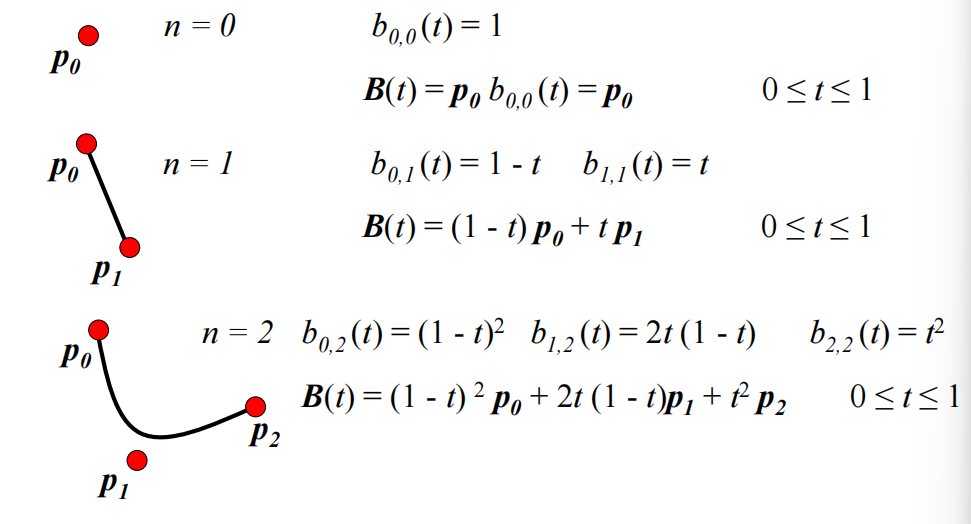 n = 0 b0,0(t) = 1
p0
B(t) = p0 b0,0(t) = p0 0 ≤ t ≤ 1
p0 n = 1 b0,1(t) = 1 - t b1,1(t) = t
B(t) = (1 - t) p0 + t p1 0 ≤ t ≤ 1
p1
n = 2 b0,2(t) = (1 - t)² b1,2(t) = 2t (1 - t) b2,2(t) = t²
p0
B(t) = (1 - t) ² p0 + 2t (1 - t)p1 + t² p2 0 ≤ t ≤ 1
p2
p1